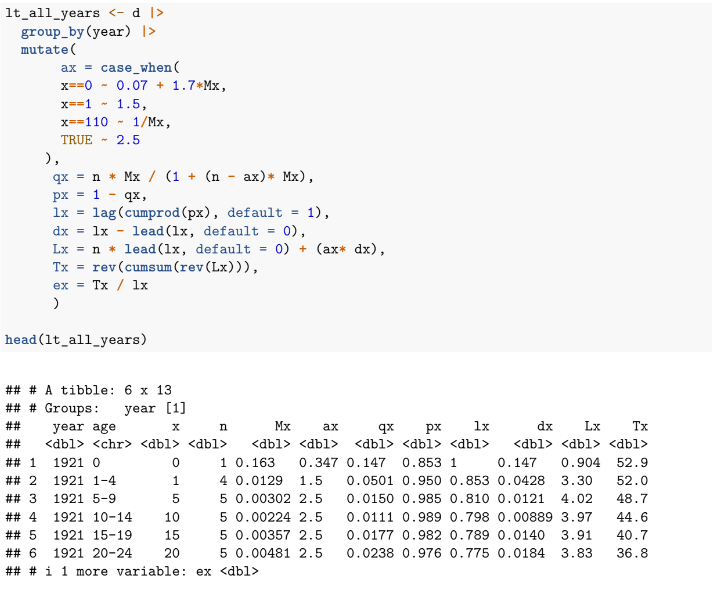 lt_all_years <- d |>
  group_by(year) |>
  mutate(
       ax = case_when(
       x==0 ~ 0.07 + 1.7*Mx,
       x==1 ~ 1.5,
       x==110 ~ 1/Mx,
       TRUE ~ 2.5
     ),
      qx = n * Mx / (1 + (n - ax)* Mx),
      px = 1 - qx,
      lx = lag(cumprod(px), default = 1),
      dx = lx - lead(lx, default = 0),
      Lx = n * lead(lx, default = 0) + (ax* dx),
      Tx = rev(cumsum(rev(Lx))),
      ex = Tx / lx
      )
head(lt_all_years)
## # A tibble: 6 x 13
## # Groups:   year [1]
##    year age       x     n      Mx    ax     qx    px    lx      dx    Lx    Tx
##   <dbl> <chr> <dbl> <dbl>   <dbl> <dbl>  <dbl> <dbl> <dbl>   <dbl> <dbl> <dbl>
## 1  1921 0         0     1 0.163   0.347 0.147  0.853 1     0.147   0.904  52.9
## 2  1921 1-4       1     4 0.0129  1.5   0.0501 0.950 0.853 0.0428  3.30   52.0
## 3  1921 5-9       5     5 0.00302 2.5   0.0150 0.985 0.810 0.0121  4.02   48.7
## 4  1921 10-14    10     5 0.00224 2.5   0.0111 0.989 0.798 0.00889 3.97   44.6
## 5  1921 15-19    15     5 0.00357 2.5   0.0177 0.982 0.789 0.0140  3.91   40.7
## 6  1921 20-24    20     5 0.00481 2.5   0.0238 0.976 0.775 0.0184  3.83   36.8
## # i 1 more variable: ex <dbl>